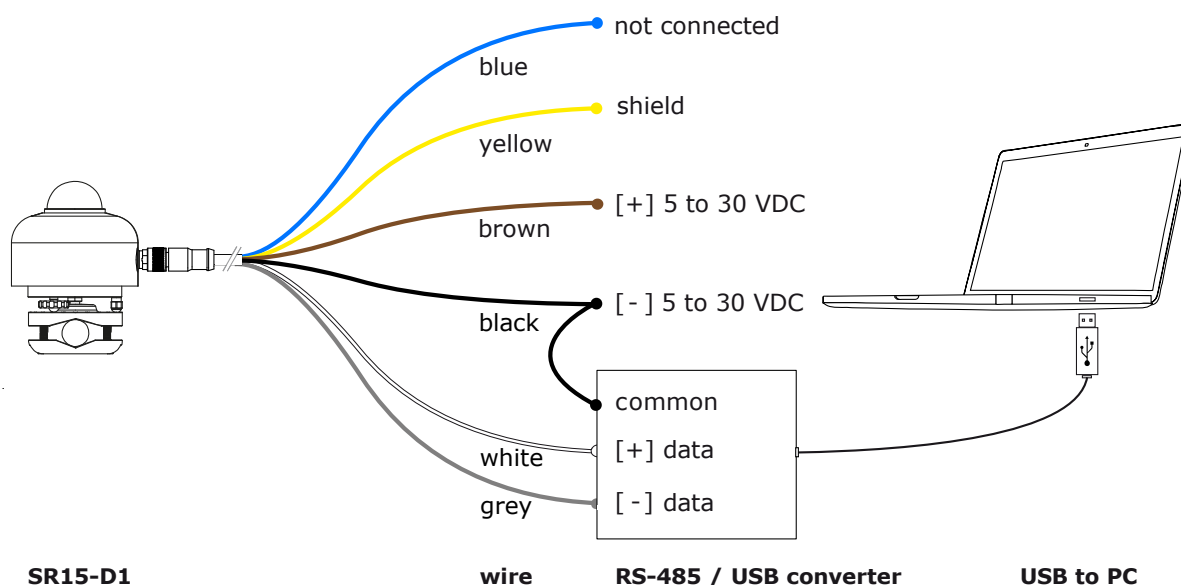 not connected
blue
shield
yellow
[+] 5 to 30 VDC
brown
[-] 5 to 30 VDC
black
common
[+] data
white
[-] data
grey
SR15-D1 wire RS-485 / USB converter USB to PC